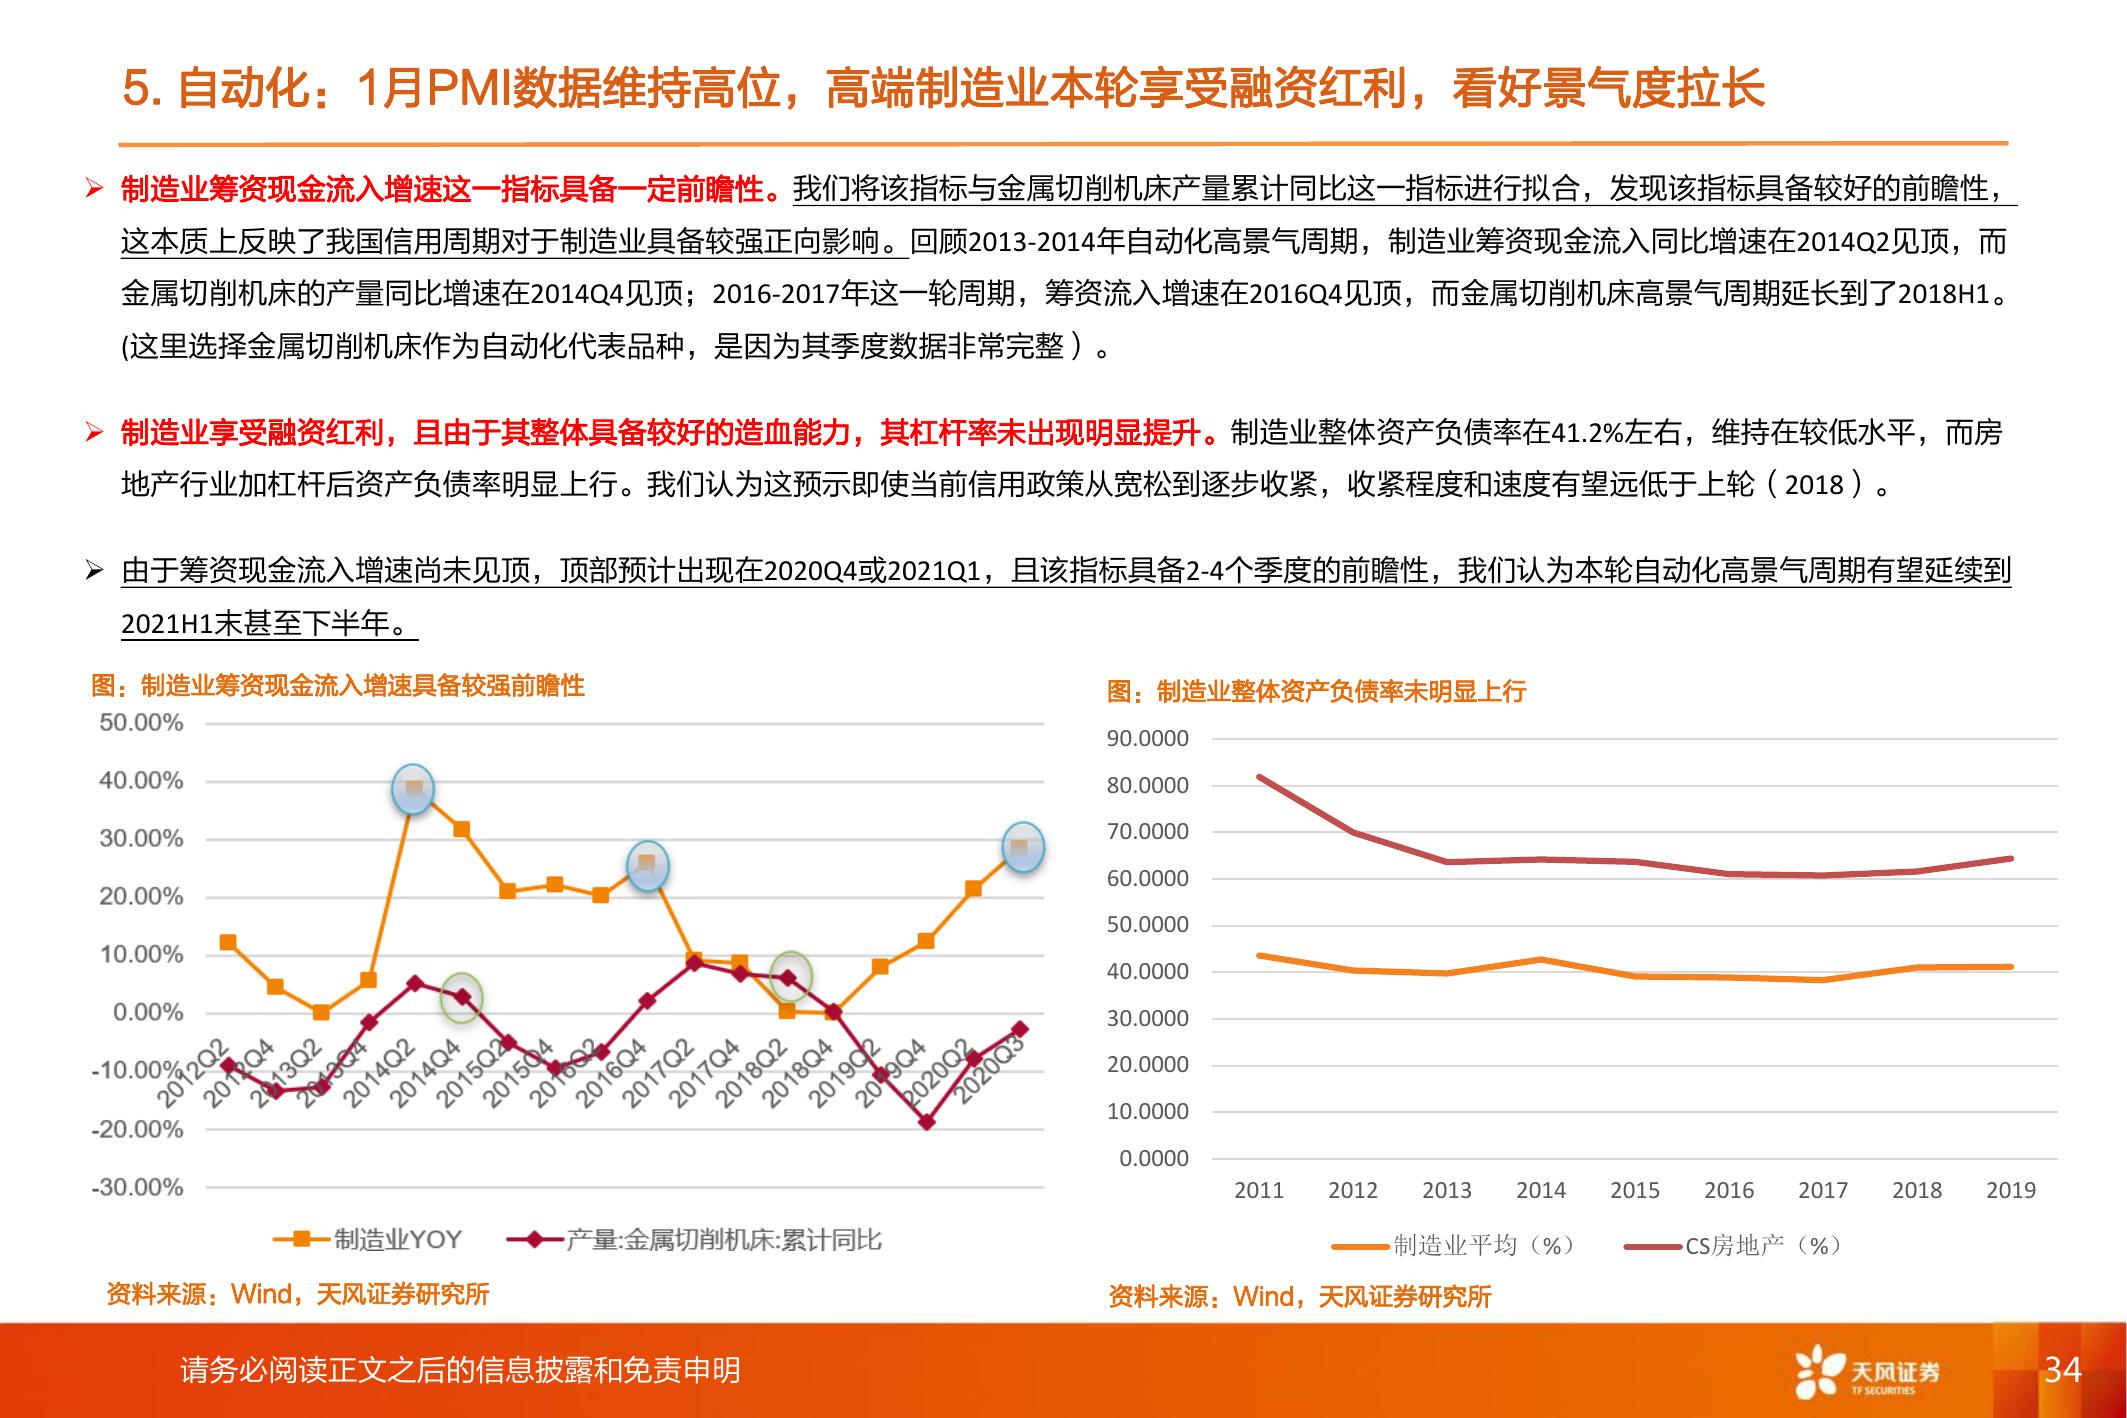 5. 自动化：1月PMI数据维持高位，高端制造业本轮享受融资红利，看好景气度拉长
制造业筹资现金流入增速这一指标具备一定前瞻性。我们将该指标与金属切削机床产量累计同比这一指标进行拟合，发现该指标具备较好的前瞻性，
这本质上反映了我国信用周期对于制造业具备较强正向影响。回顾2013-2014年自动化高景气周期，制造业筹资现金流入同比增速在2014Q2见顶，而
金属切削机床的产量同比增速在2014Q4见顶；2016-2017年这一轮周期，筹资流入增速在2016Q4见顶，而金属切削机床高景气周期延长到了2018H1。
(这里选择金属切削机床作为自动化代表品种，是因为其季度数据非常完整）。
制造业享受融资红利，且由于其整体具备较好的造血能力，其杠杆率未出现明显提升。制造业整体资产负债率在41.2%左右，维持在较低水平，而房
地产行业加杠杆后资产负债率明显上行。我们认为这预示即使当前信用政策从宽松到逐步收紧，收紧程度和速度有望远低于上轮（2018）。
由于筹资现金流入增速尚未见顶，顶部预计出现在2020Q4或2021Q1，且该指标具备2-4个季度的前瞻性，我们认为本轮自动化高景气周期有望延续到
2021H1末甚至下半年。
图：制造业筹资现金流入增速具备较强前瞻性
50.00%
40.00%
30.00%
20.00%
10.00%
0.00%
-10.00%
-20.00%
-30.00%
2012Q2
2012Q4
2013Q2
2013Q4
2014Q2
2014Q4
2015Q2
2015Q4
2016Q2
2016Q4
2017Q2
2017Q4
2018Q2
2018Q4
2019Q2
2019Q4
2020Q2
2020Q3
制造业YOY
产量:金属切削机床:累计同比
资料来源：Wind，天风证券研究所
图：制造业整体资产负债率未明显上行
90.0000
80.0000
70.0000
60.0000
50.0000
40.0000
30.0000
20.0000
10.0000
0.0000
2011 2012 2013 2014 2015 2016 2017 2018 2019
制造业平均（%）
CS房地产（%）
资料来源：Wind，天风证券研究所
请务必阅读正文之后的信息披露和免责申明
天风证券
TF SECURITIES
34